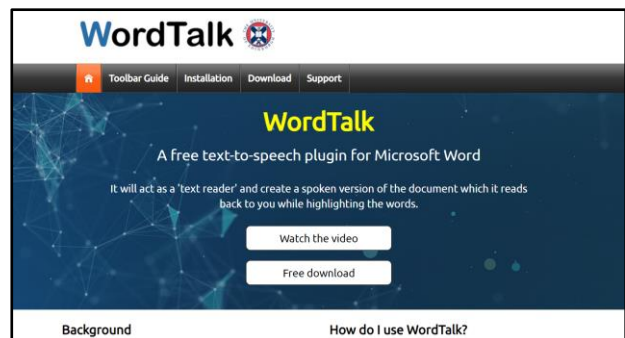 WordTalk
Toolbar Guide Installation Download Support
WordTalk
A free text-to-speech plugin for Microsoft Word
It will act as a 'text reader' and create a spoken version of the document which it reads
back to you while highlighting the words.
Watch the video
Free download
Background How do I use WordTalk?